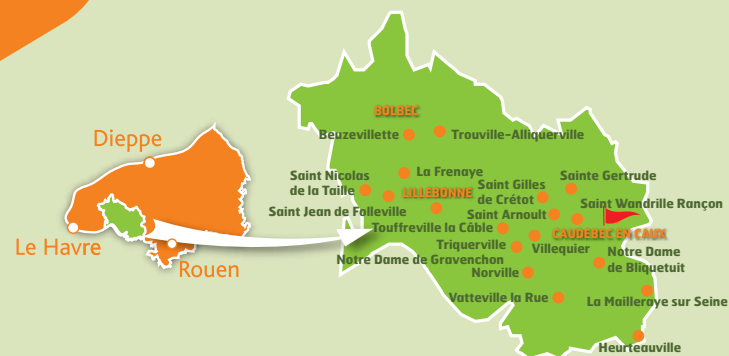 Dieppe
Le Havre
Rouen
BOLBEC
Beuzevillette
Trouville-Alliquerville
La Frenaye
Saint Nicolas
de la Taille
LILLEBONNE
Saint Jean de Folleville
Sainte Gertrude
Saint Gilles
de Crétot
Saint Wandrille Rançon
Saint Arnoult
Touffreville la Câble
CAUDEBEC EN CAUX
Triquerville
Villequier
Notre Dame de Gravenchon
Notre Dame
de Bliquetuit
Norville
Vatteville la Rue
La Mailleraye sur Seine
Heurteauville